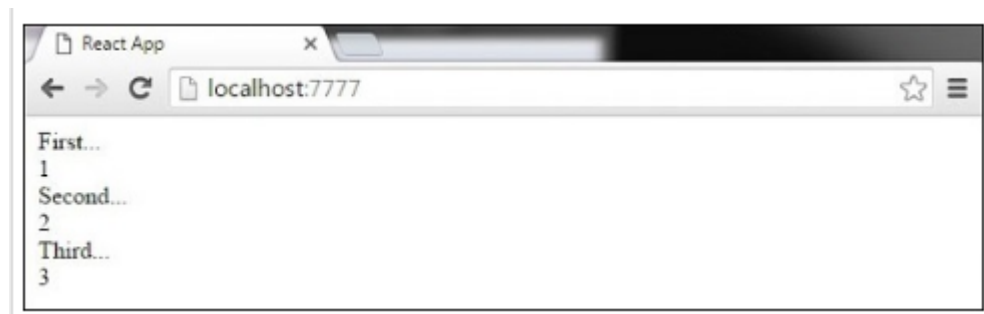 React App
localhost:7777
First...
1
Second...
2
Third...
3